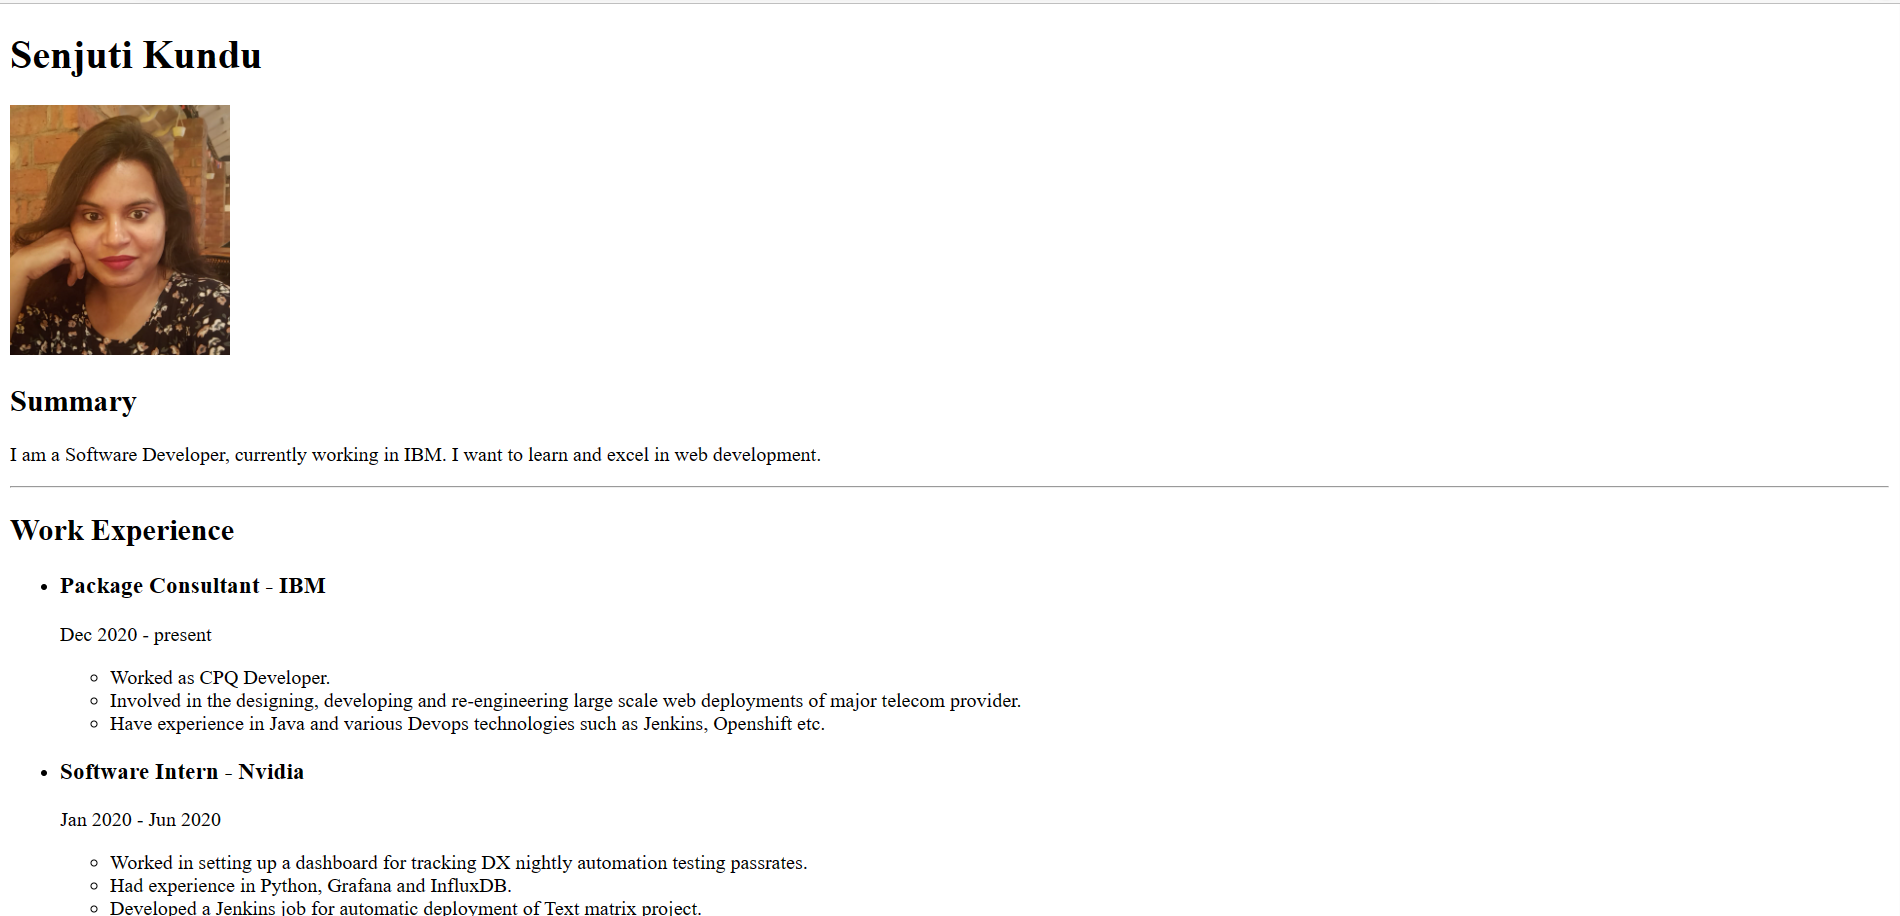 Senjuti Kundu
Summary
I am a Software Developer, currently working in IBM. I want to learn and excel in web development.
Work Experience
Package Consultant - IBM
Dec 2020 - present
Worked as CPQ Developer.
Involved in the designing, developing and re-engineering large scale web deployments of major telecom provider.
Have experience in Java and various Devops technologies such as Jenkins, Openshift etc.
Software Intern - Nvidia
Jan 2020 - Jun 2020
Worked in setting up a dashboard for tracking DX nightly automation testing passrates.
Had experience in Python, Grafana and InfluxDB.
Developed a Jenkins job for automatic deployment of Text matrix project.